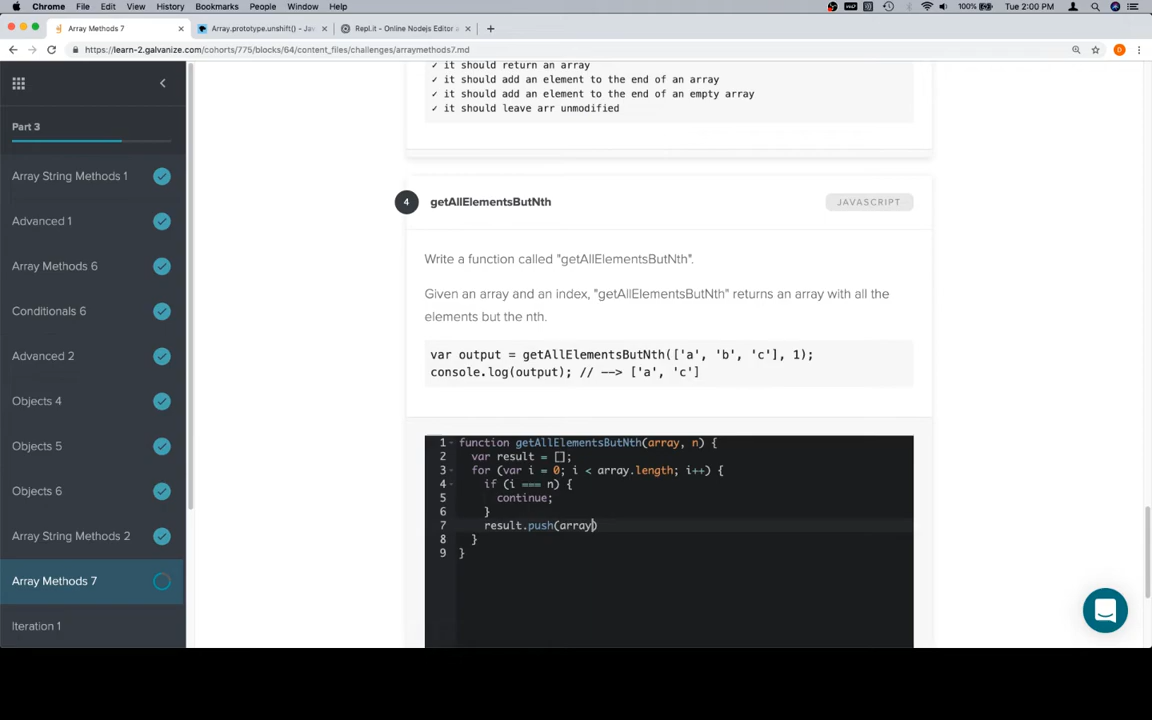 Chrome File Edit View History Bookmarks People Window Help 100% Tue 2:00 PM
Array Methods 7 Array.prototype.unshift() - Jav Repl.it - Online Nodejs Editor a
https://learn-2.galvanize.com/cohorts/775/blocks/64/content_files/challenges/arraymethods7.md
Part 3
Array String Methods 1
Advanced 1
Array Methods 6
Conditionals 6
Advanced 2
Objects 4
Objects 5
Objects 6
Array String Methods 2
Array Methods 7
Iteration 1
✓ it should return an array
✓ it should add an element to the end of an array
✓ it should add an element to the end of an empty array
✓ it should leave arr unmodified
4 getAllElementsButNth JAVASCRIPT
Write a function called "getAllElementsButNth".
Given an array and an index, "getAllElementsButNth" returns an array with all the
elements but the nth.
var output = getAllElementsButNth(['a', 'b', 'c'], 1);
console.log(output); // --> ['a', 'c']
1 function getAllElementsButNth(array, n) {
2 var result = [];
3 for (var i = 0; i < array.length; i++) {
4 if (i === n) {
5 continue;
6 }
7 result.push(array)
8 }
9 }